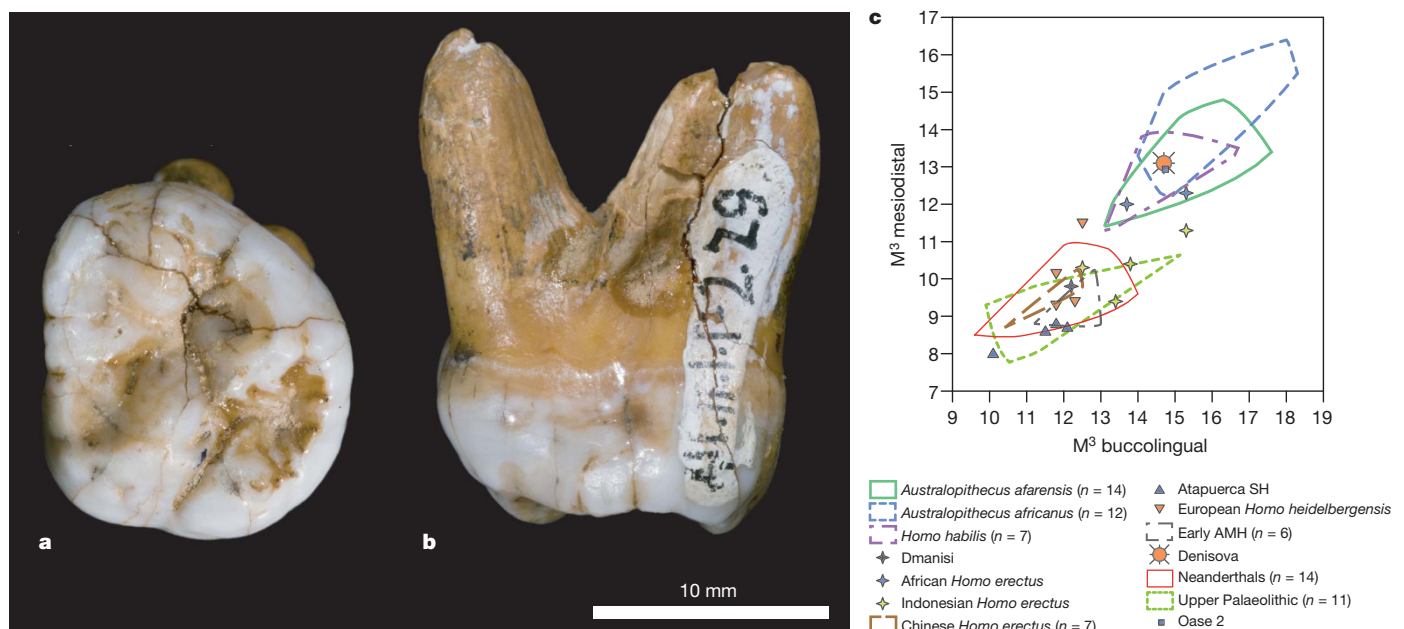 a
b
10 mm
c
17
16
15
14
13
12
11
10
9
8
7
M³ mesiodistal
9 10 11 12 13 14 15 16 17 18 19
M³ buccolingual
Australopithecus afarensis (n = 14)
Australopithecus africanus (n = 12)
Homo habilis (n = 7)
Dmanisi
African Homo erectus
Indonesian Homo erectus
Chinese Homo erectus (n = 7)
Atapuerca SH
European Homo heidelbergensis
Early AMH (n = 6)
Denisova
Neanderthals (n = 14)
Upper Palaeolithic (n = 11)
Oase 2